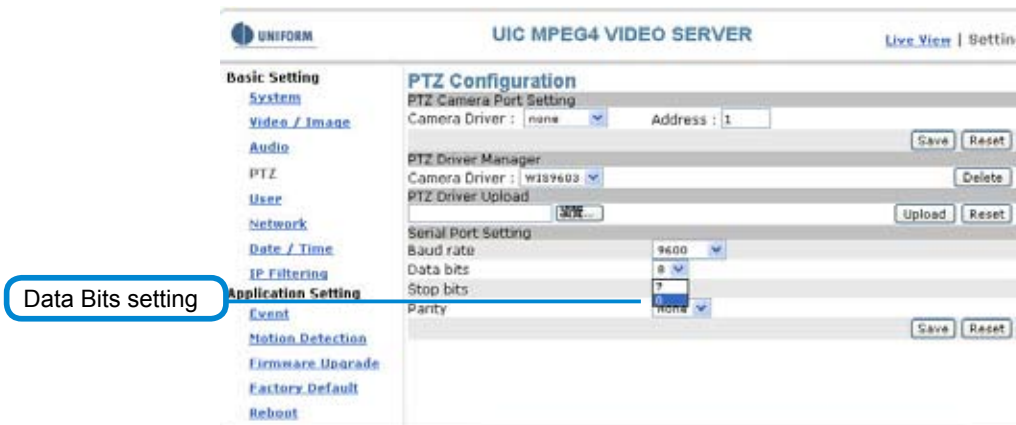 UNIFORM
UIC MPEG4 VIDEO SERVER
Live View | Settin
Basic Setting
System
Video / Image
Audio
PTZ
User
Network
Date / Time
IP Filtering
Application Setting
Event
Motion Detection
Firmware Upgrade
Factory Default
Reboot
PTZ Configuration
PTZ Camera Port Setting
Camera Driver : none Address : 1
Save Reset
PTZ Driver Manager
Camera Driver : Delete
PTZ Driver Upload
Upload Reset
Serial Port Setting
Baud rate 9600
Data bits 8
7
8
Stop bits
Parity None
Save Reset
Data Bits setting